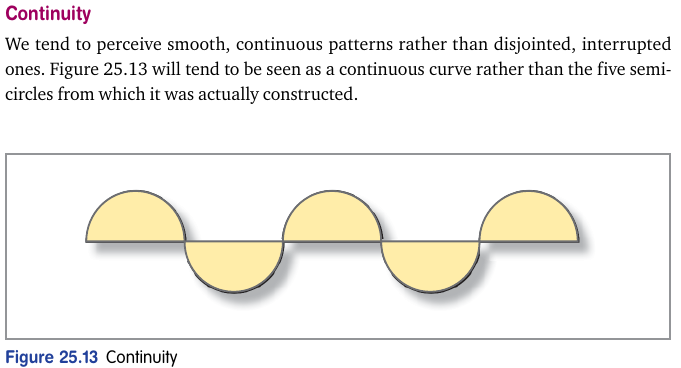 Continuity
We tend to perceive smooth, continuous patterns rather than disjointed, interrupted
ones. Figure 25.13 will tend to be seen as a continuous curve rather than the five semi-
circles from which it was actually constructed.
Figure 25.13 Continuity